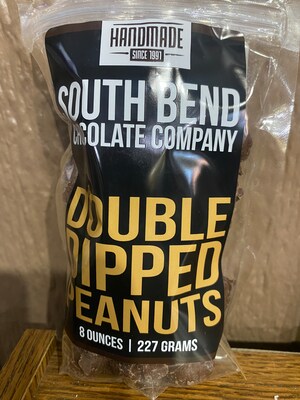 HANDMADE
SINCE 1991
SOUTH BEND
CHOCOLATE COMPANY
DOUBLE
DIPPED
PEANUTS
8 OUNCES | 227 GRAMS